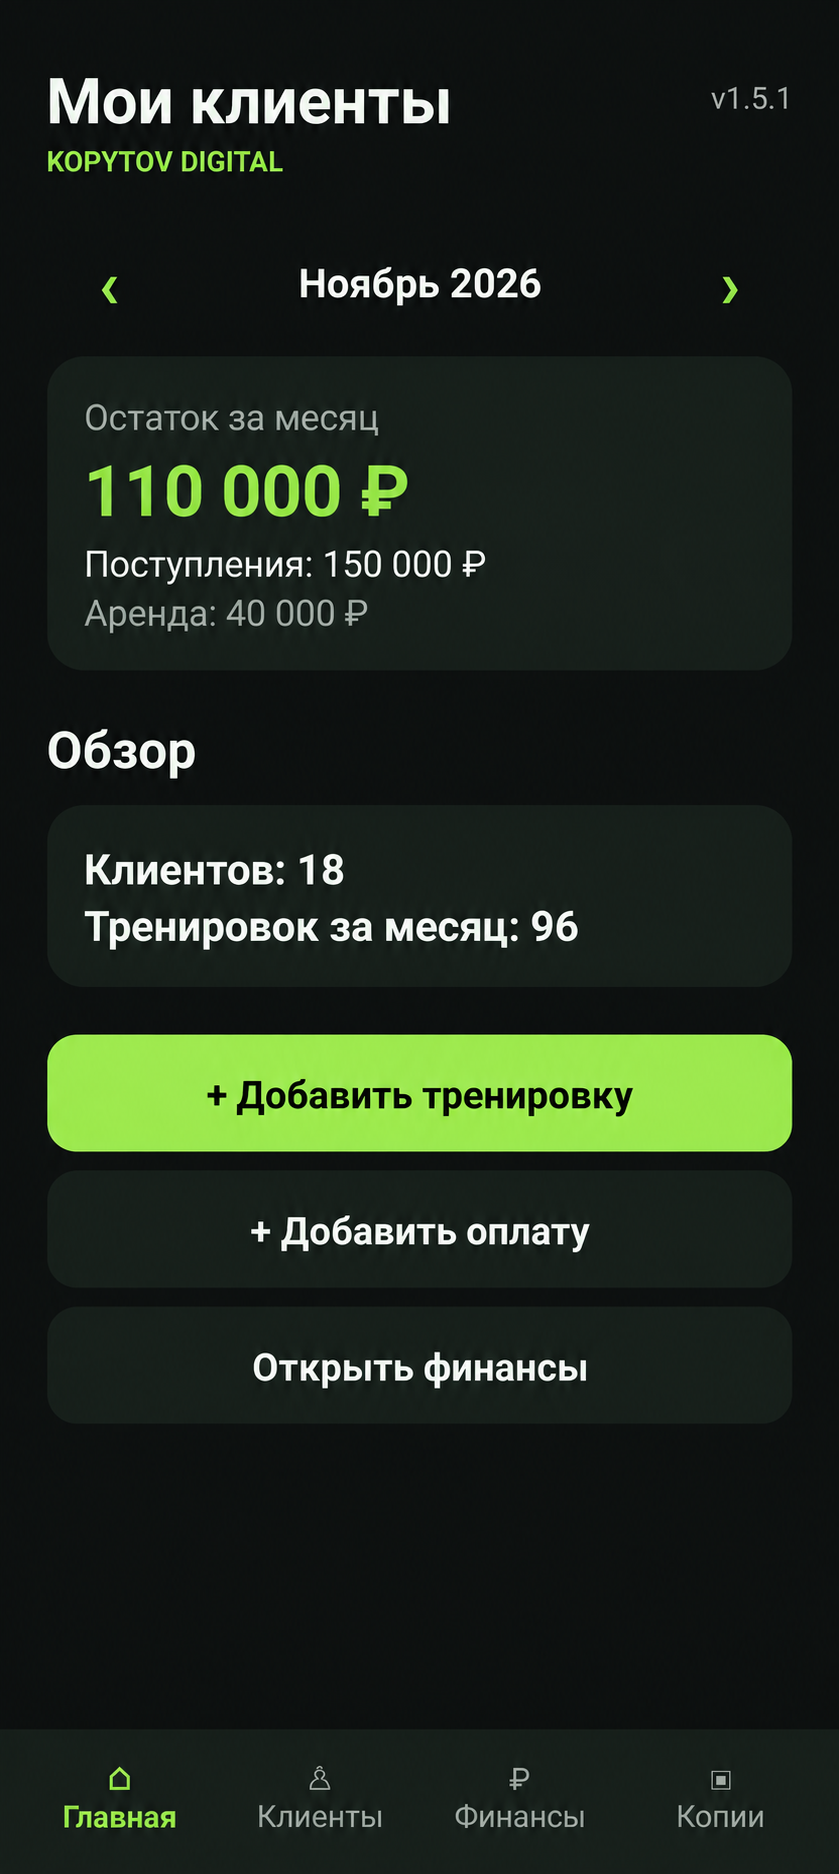 Мои клиенты
v1.5.1
KOPYTOV DIGITAL
‹ Ноябрь 2026 ›
Остаток за месяц
110 000 ₽
Поступления: 150 000 ₽
Аренда: 40 000 ₽
Обзор
Клиентов: 18
Тренировок за месяц: 96
+ Добавить тренировку
+ Добавить оплату
Открыть финансы
Главная
Клиенты
₽
Финансы
Копии